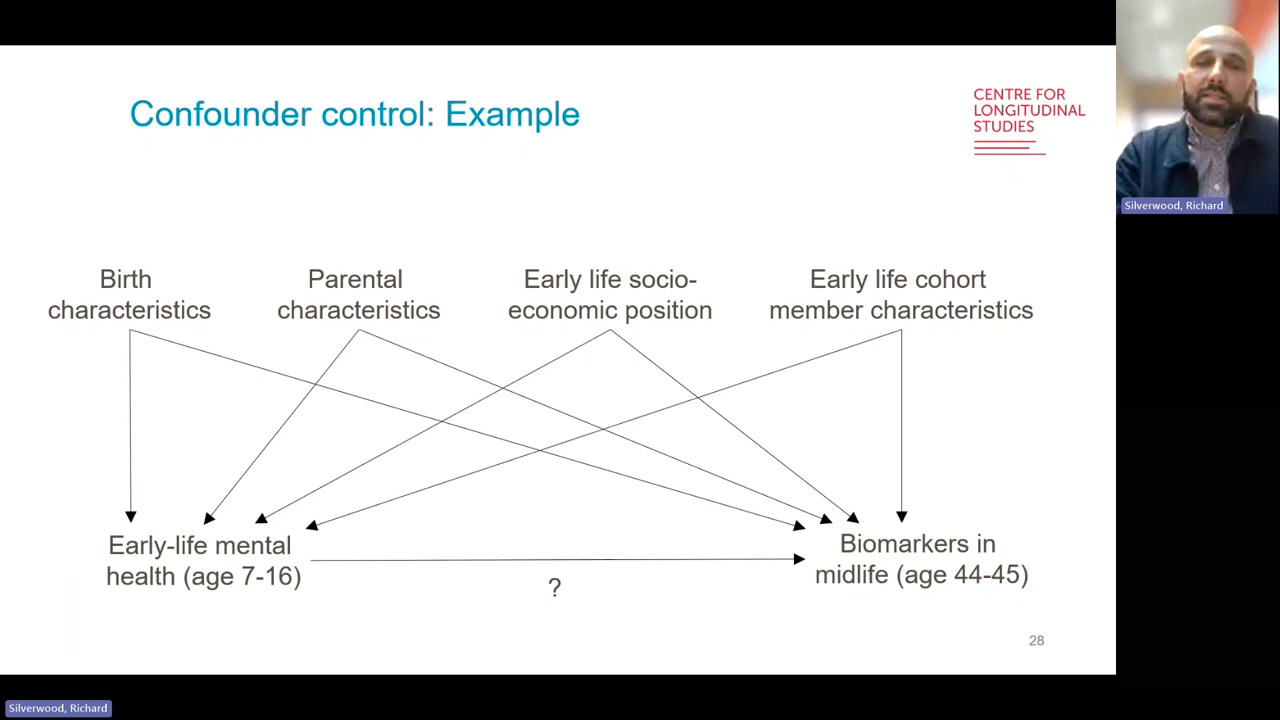 Confounder control: Example
CENTRE FOR
LONGITUDINAL
STUDIES
Silverwood, Richard
Birth
characteristics
Parental
characteristics
Early life socio-
economic position
Early life cohort
member characteristics
Early-life mental
health (age 7-16)
?
Biomarkers in
midlife (age 44-45)
28
Silverwood, Richard